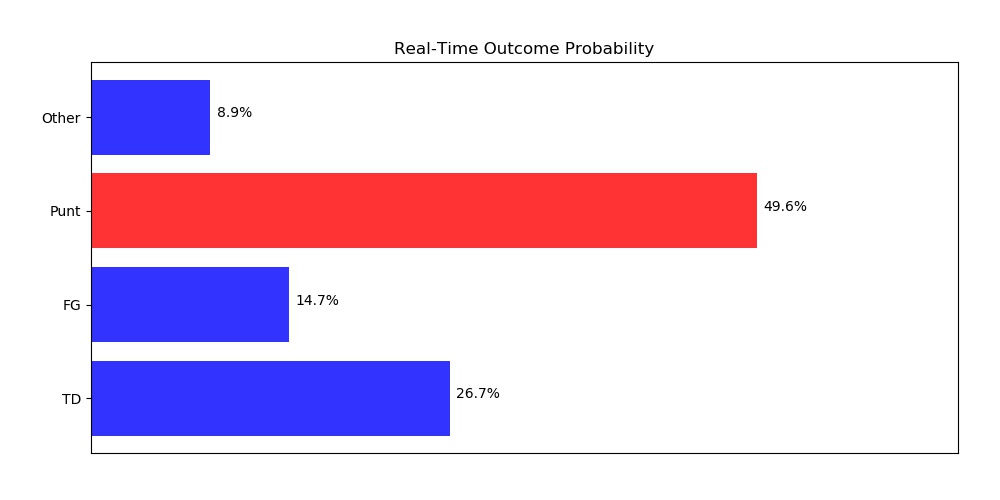 Real-Time Outcome Probability
Other
8.9%
Punt
49.6%
FG
14.7%
TD
26.7%